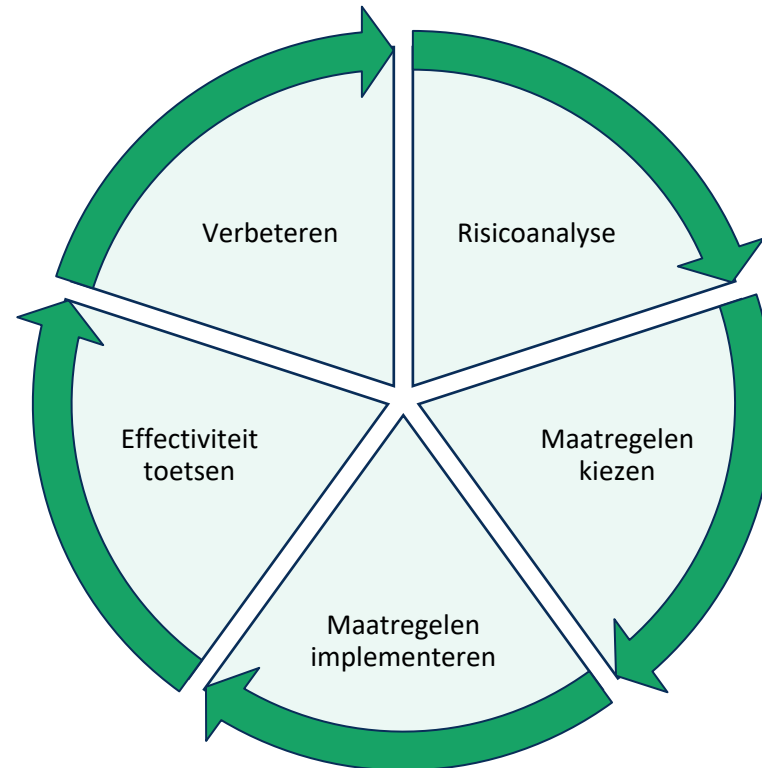 Verbeteren
Risicoanalyse
Maatregelen
kiezen
Maatregelen
implementeren
Effectiviteit
toetsen